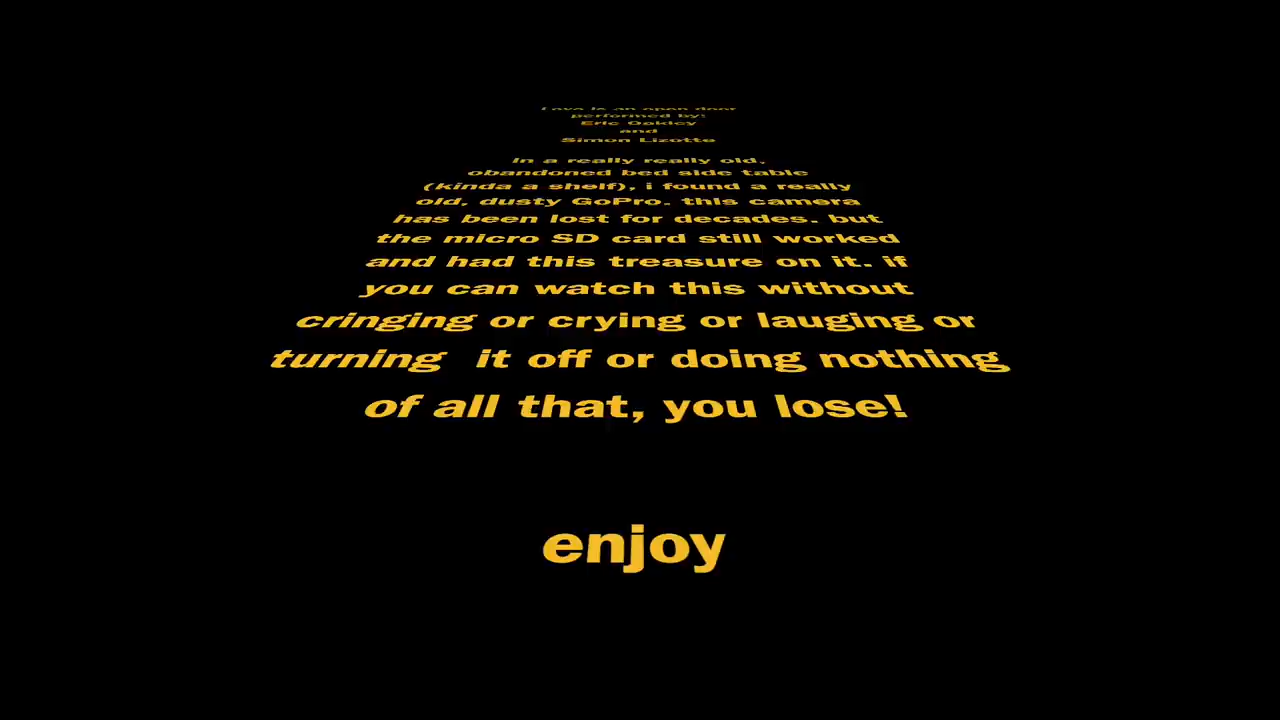 Love is an open door
performed by:
Eric Oakley
and
Simon Lizotte
In a really really old,
obandoned bed side table
(kinda a shelf), i found a really
old, dusty GoPro. this camera
has been lost for decades. but
the micro SD card still worked
and had this treasure on it. if
you can watch this without
cringing or crying or lauging or
turning it off or doing nothing
of all that, you lose!
enjoy